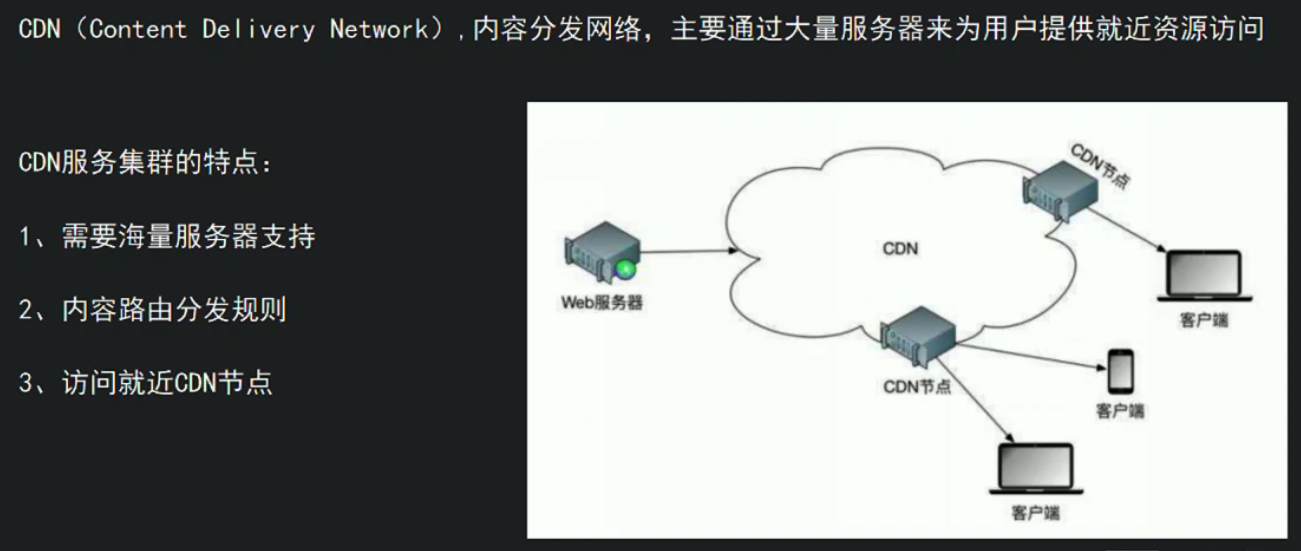 CDN（Content Delivery Network）,内容分发网络，主要通过大量服务器来为用户提供就近资源访问
CDN服务集群的特点：
1、需要海量服务器支持
2、内容路由分发规则
3、访问就近CDN节点
CDN节点
CDN
Web服务器
客户端
CDN节点
客户端
客户端